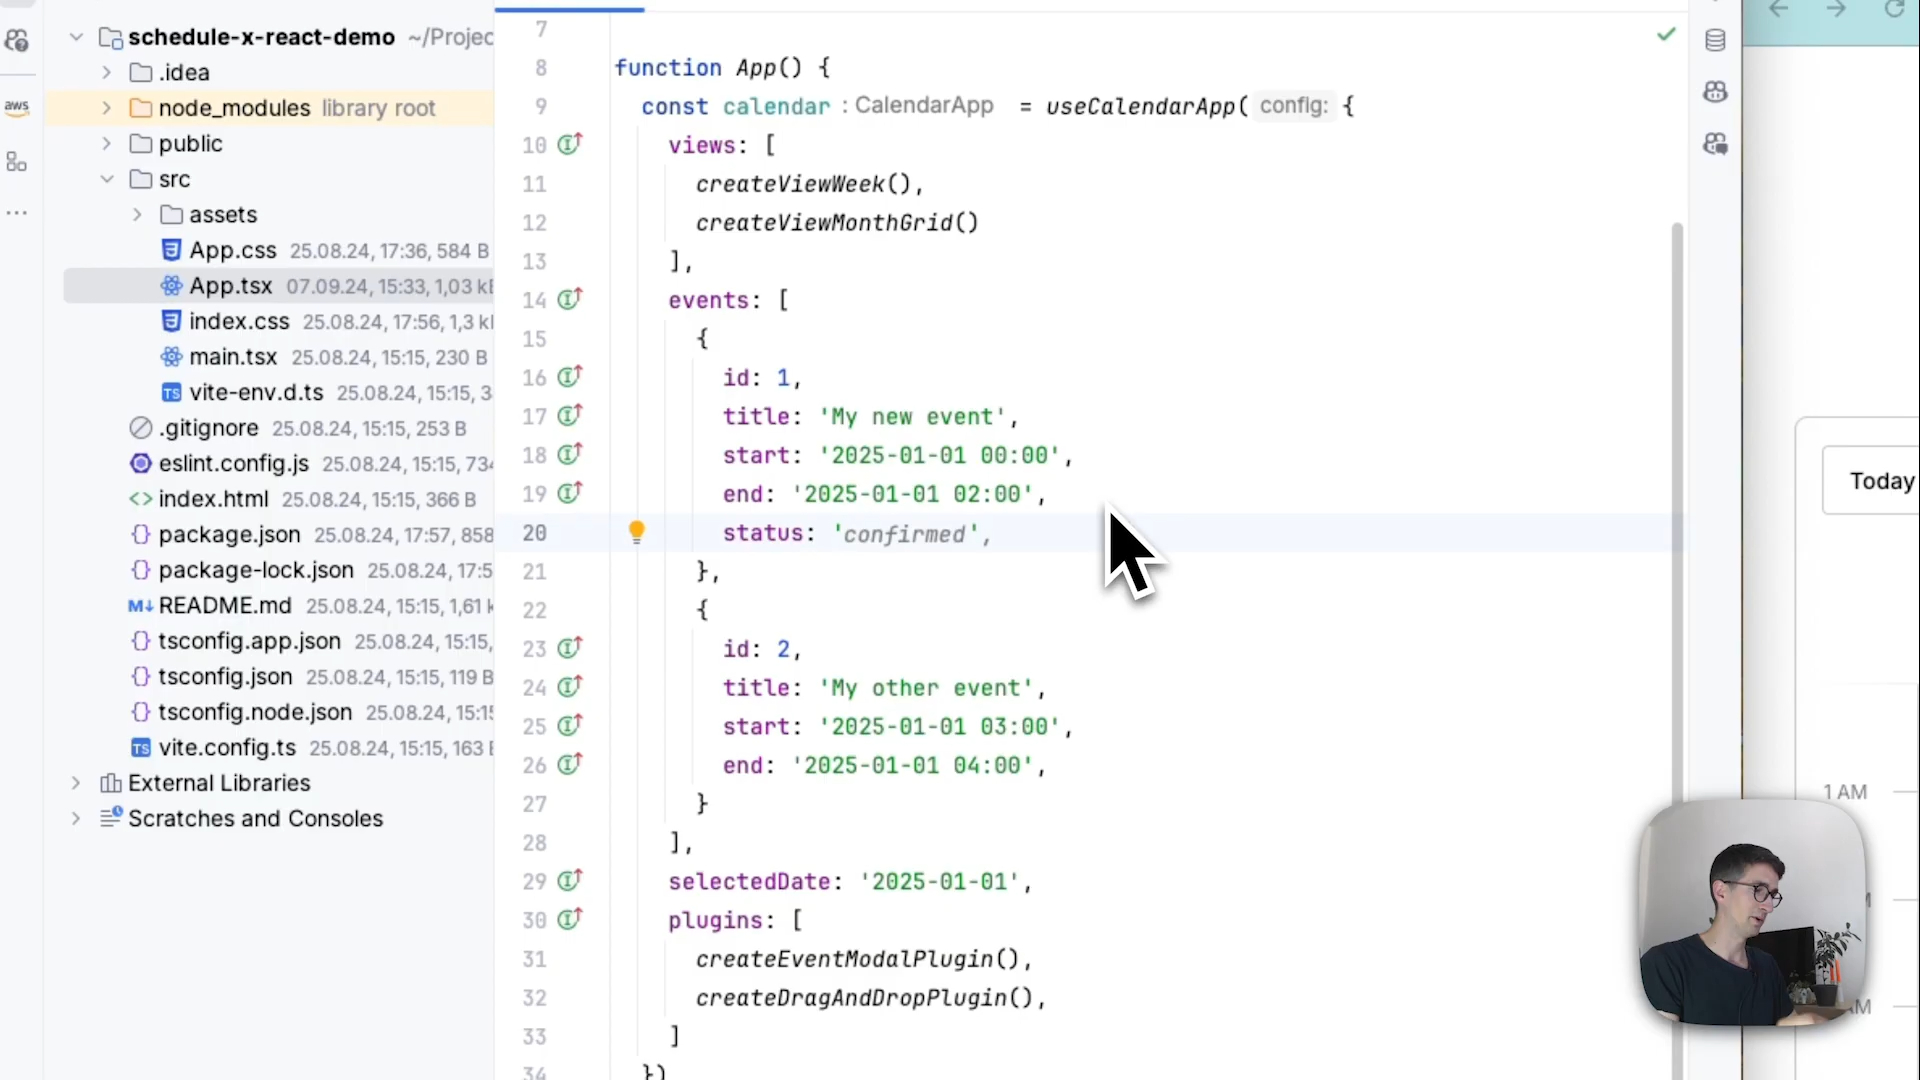 schedule-x-react-demo ~/Projec
.idea
aws
node_modules library root
public
src
assets
App.css 25.08.24, 17:36, 584 B
App.tsx 07.09.24, 15:33, 1,03 k
index.css 25.08.24, 17:56, 1,3 k
main.tsx 25.08.24, 15:15, 230 B
TS vite-env.d.ts 25.08.24, 15:15, 3
.gitignore 25.08.24, 15:15, 253 B
eslint.config.js 25.08.24, 15:15, 734
<> index.html 25.08.24, 15:15, 366 B
{} package.json 25.08.24, 17:57, 858
{} package-lock.json 25.08.24, 17:5
M↓ README.md 25.08.24, 15:15, 1,61 k
{} tsconfig.app.json 25.08.24, 15:15,
{} tsconfig.json 25.08.24, 15:15, 119 B
{} tsconfig.node.json 25.08.24, 15:15
TS vite.config.ts 25.08.24, 15:15, 163 B
External Libraries
Scratches and Consoles
7
8 function App() {
9 const calendar : CalendarApp = useCalendarApp( config: {
10 views: [
11 createViewWeek(),
12 createViewMonthGrid()
13 ],
14 events: [
15 {
16 id: 1,
17 title: 'My new event',
18 start: '2025-01-01 00:00',
19 end: '2025-01-01 02:00',
20 status: 'confirmed',
21 },
22 {
23 id: 2,
24 title: 'My other event',
25 start: '2025-01-01 03:00',
26 end: '2025-01-01 04:00',
27 }
28 ],
29 selectedDate: '2025-01-01',
30 plugins: [
31 createEventModalPlugin(),
32 createDragAndDropPlugin(),
33 ]
34 })
Today
1 AM